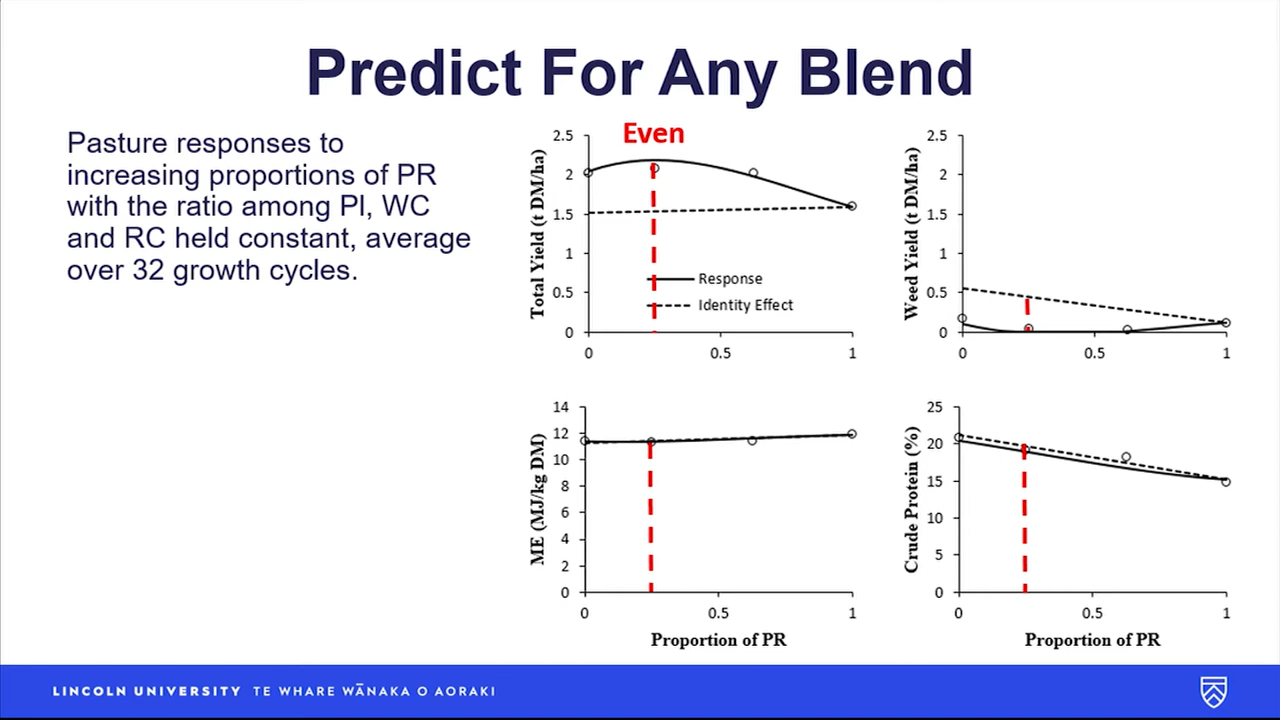 Predict For Any Blend
Pasture responses to
increasing proportions of PR
with the ratio among Pl, WC
and RC held constant, average
over 32 growth cycles.
Even
Total Yield (t DM/ha)
2.5
2
1.5
1
0.5
0
0
0.5
1
Response
Identity Effect
Weed Yield (t DM/ha)
2.5
2
1.5
1
0.5
0
0
0.5
1
ME (MJ/kg DM)
14
12
10
8
6
4
2
0
0
0.5
1
Proportion of PR
Crude Protein (%)
25
20
15
10
5
0
0
0.5
1
Proportion of PR
LINCOLN UNIVERSITY TE WHARE WĀNAKA O AORAKI